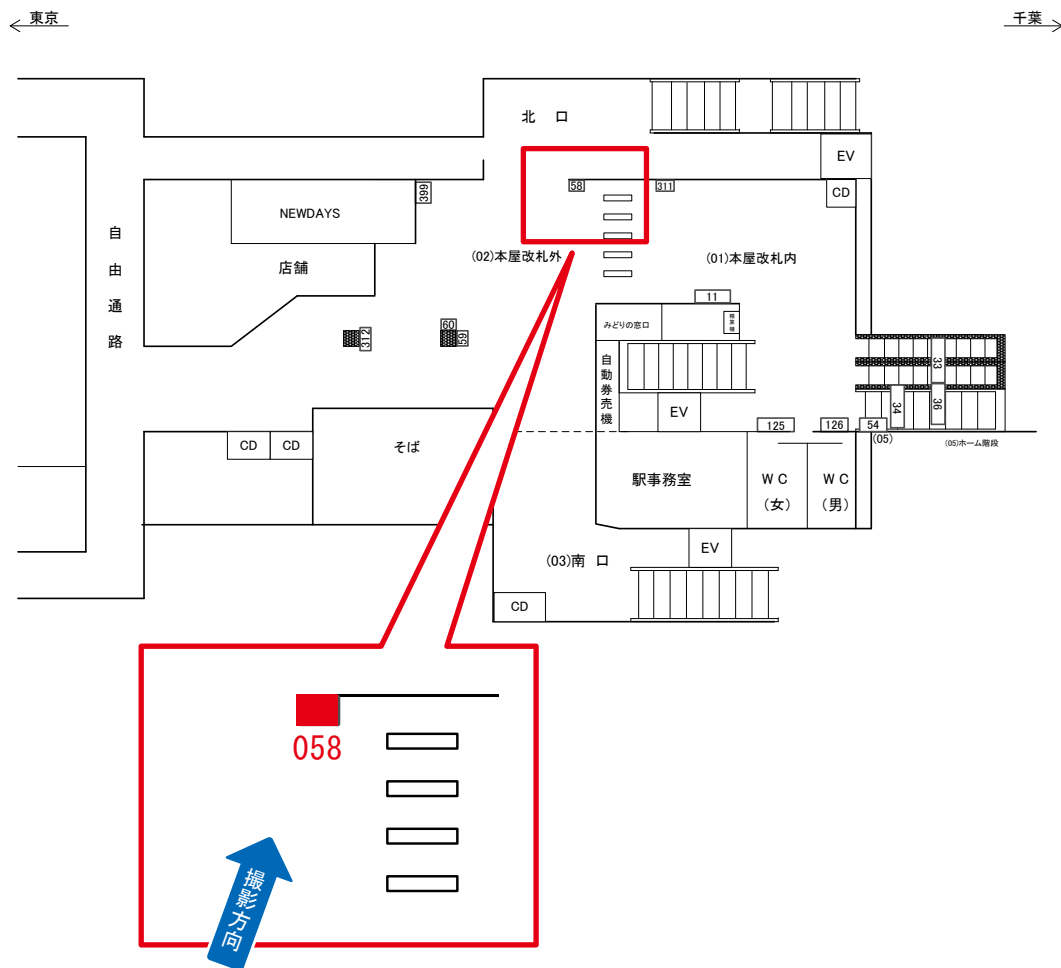 東京
千葉
北 口
EV
58
311
CD
399
NEWDAYS
自由通路
店舗
(02)本屋改札外
(01)本屋改札内
11
みどりの窓口
精算機
60
59
312
自動券売機
EV
33
34
36
125
126
54
(05)
(05)ホーム階段
CD
CD
そば
駅事務室
W C
(女)
W C
(男)
EV
(03)南 口
CD
058
撮影方向